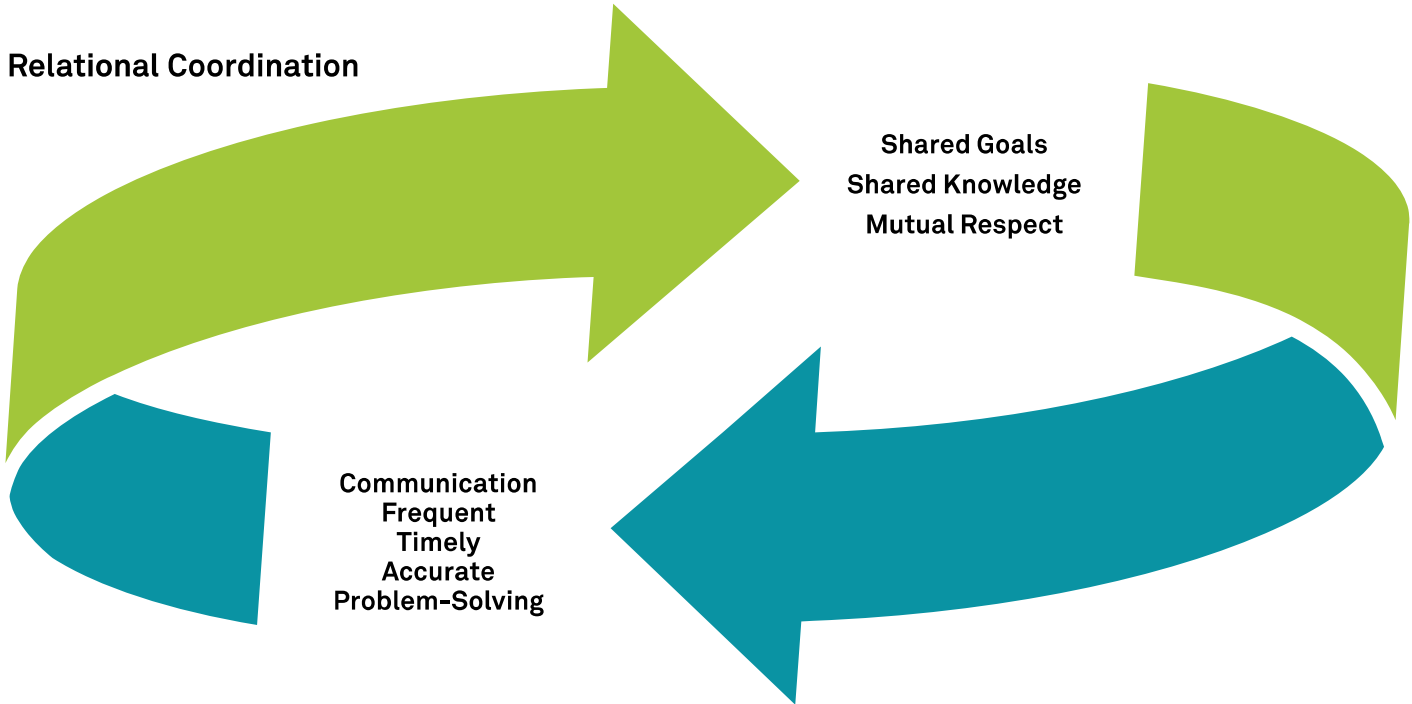 Relational Coordination
Shared Goals
Shared Knowledge
Mutual Respect
Communication
Frequent
Timely
Accurate
Problem-Solving